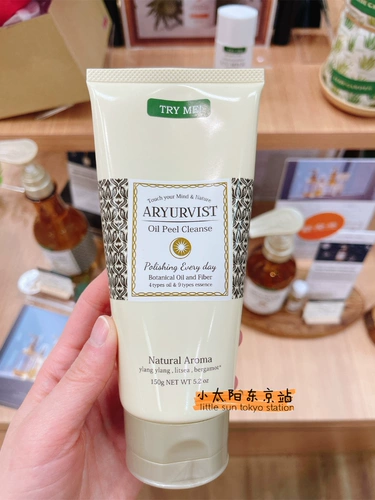 TRY ME!
Touch your Most & Nature
ARYURVIST
Oil Peel Cleanse
Polishing Every day
Botanical Oil and Fiber
4 types oil & 9 types essence
Natural Aroma
ylang ylang, litsea, bergamot
150g NET WT 5.2 oz
小太阳东京站
little sun tokyo station